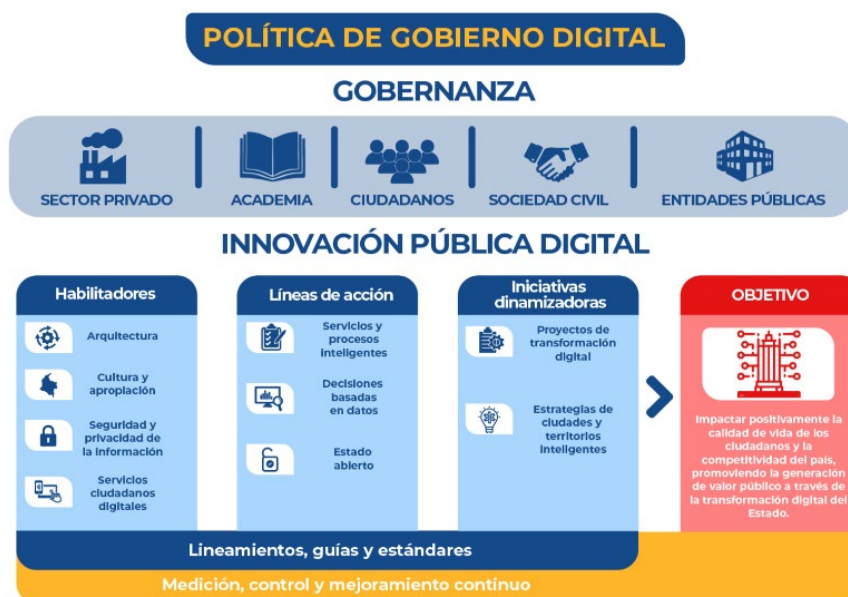 POLÍTICA DE GOBIERNO DIGITAL
GOBERNANZA
SECTOR PRIVADO
ACADEMIA
CIUDADANOS
SOCIEDAD CIVIL
ENTIDADES PÚBLICAS
INNOVACIÓN PÚBLICA DIGITAL
Habilitadores
Arquitectura
Cultura y
apropiación
Seguridad y
privacidad de
la información
Servicios
ciudadanos
digitales
Líneas de acción
Servicios y
procesos
Inteligentes
Decisiones
basadas
en datos
Estado
abierto
Iniciativas
dinamizadoras
Proyectos de
transformación
digital
Estrategias de
ciudades y
territorios
Inteligentes
OBJETIVO
Impactar positivamente la
calidad de vida de los
ciudadanos y la
competitividad del país,
promoviendo la generación
de valor público a través de
la transformación digital del
Estado.
Lineamientos, guías y estándares
Medición, control y mejoramiento continuo